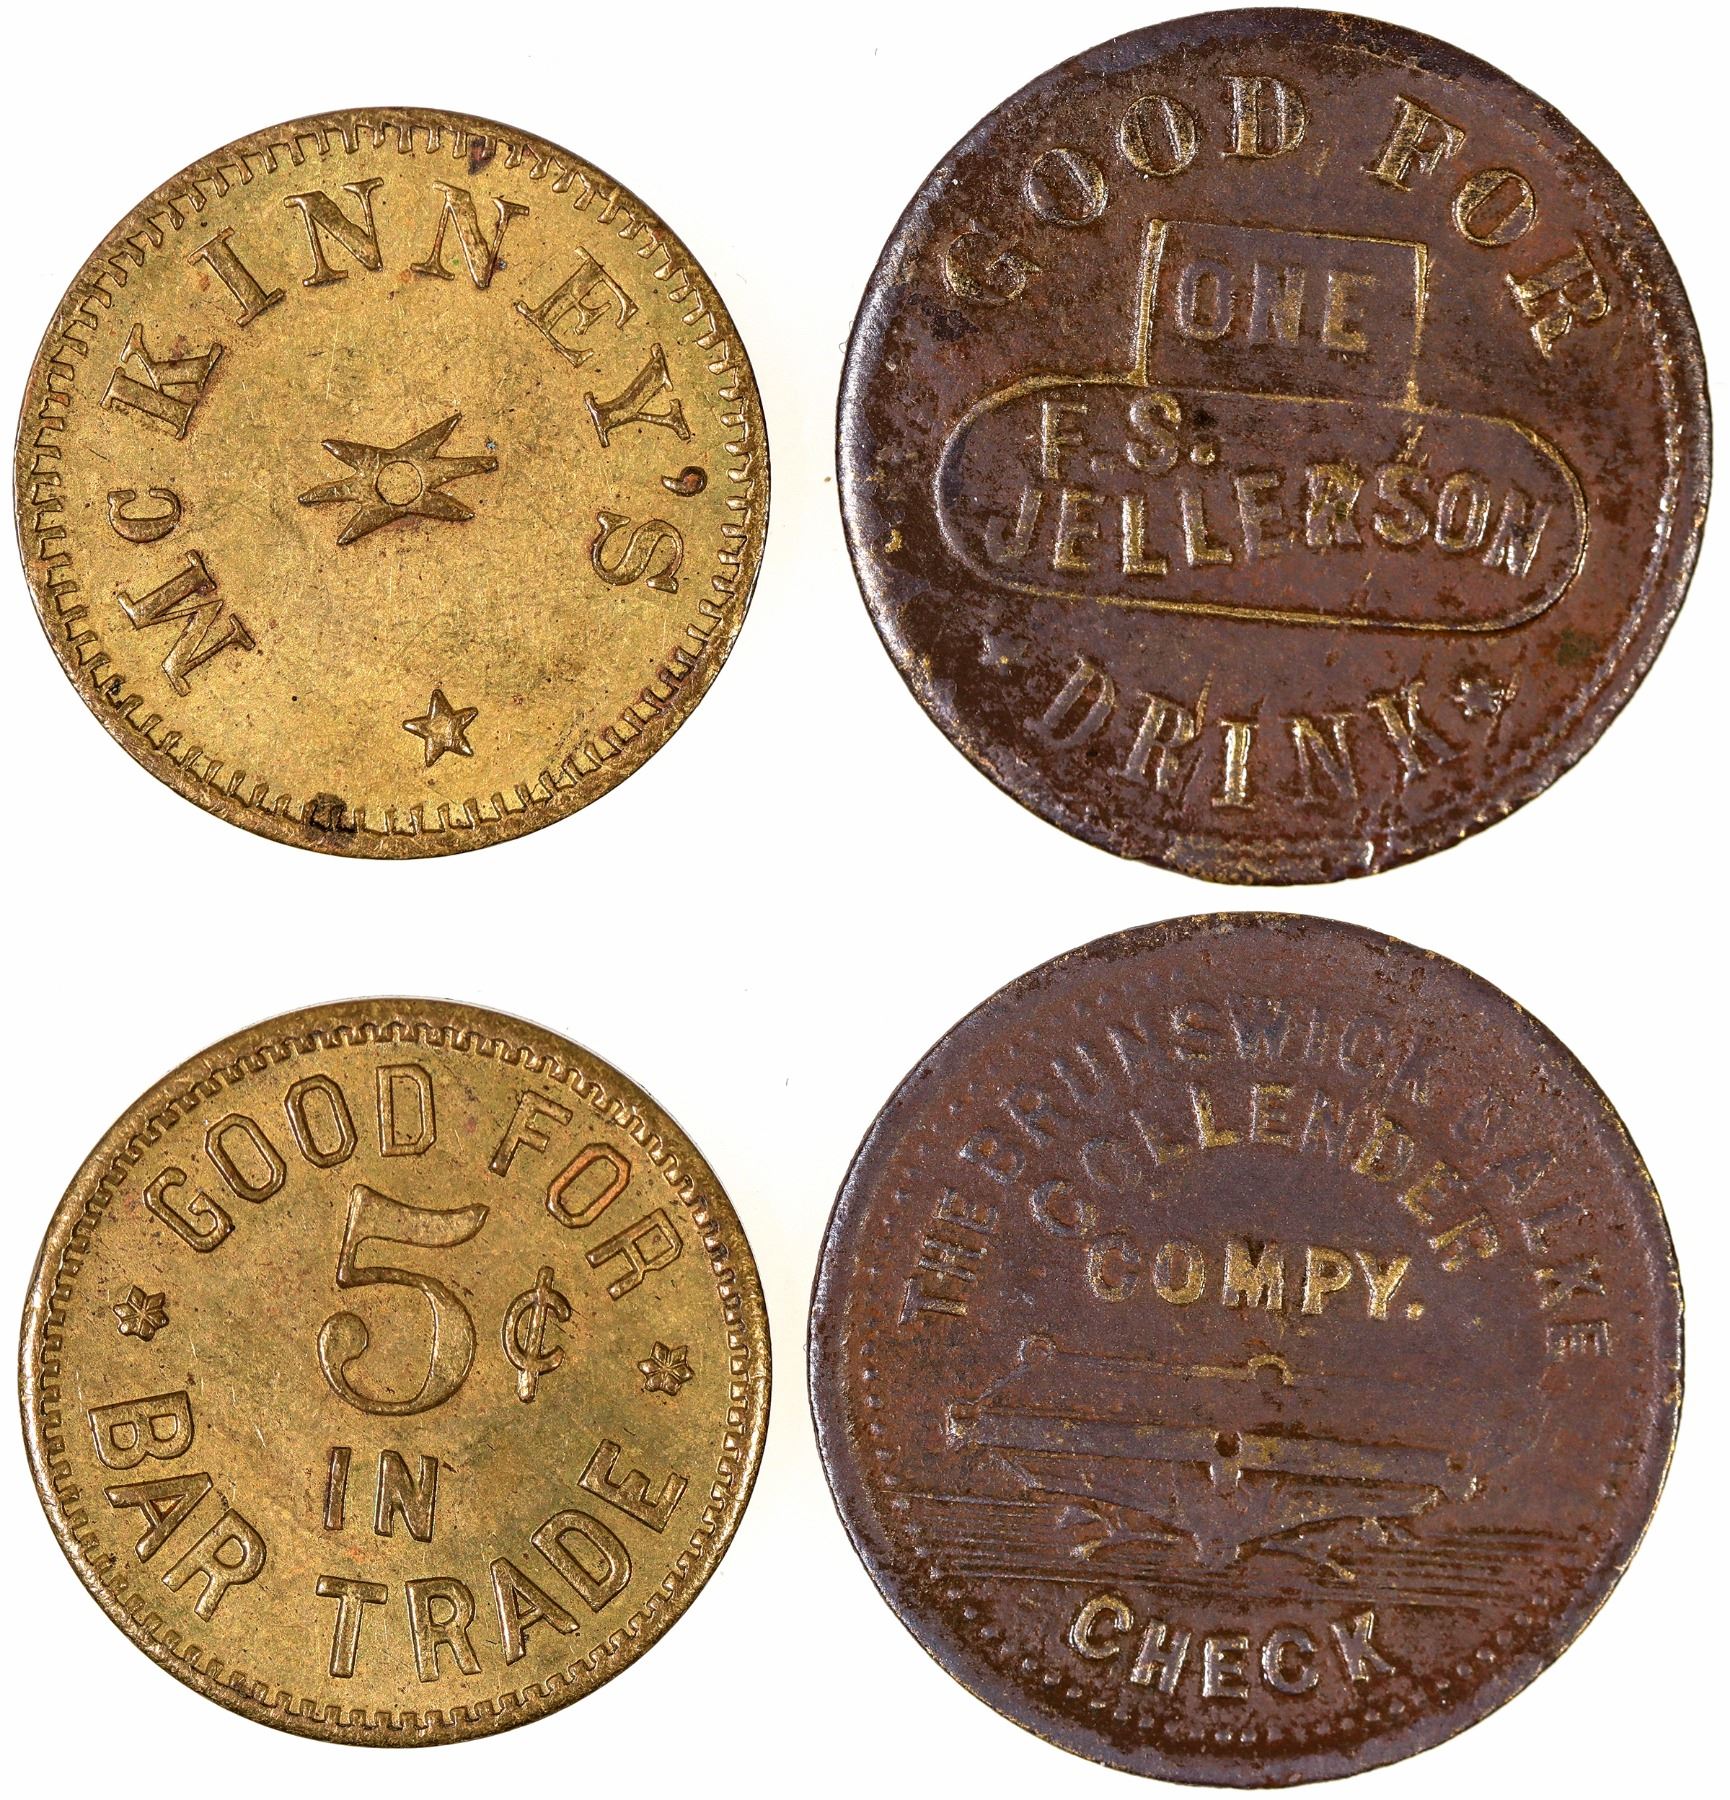 McKINNEY'S
GOOD FOR
ONE
F.S.
JELLERSON
DRINK
GOOD FOR
5¢
IN
BAR TRADE
THE BRUNSWICK BALKE
COLLENDER
COMPY.
CHECK